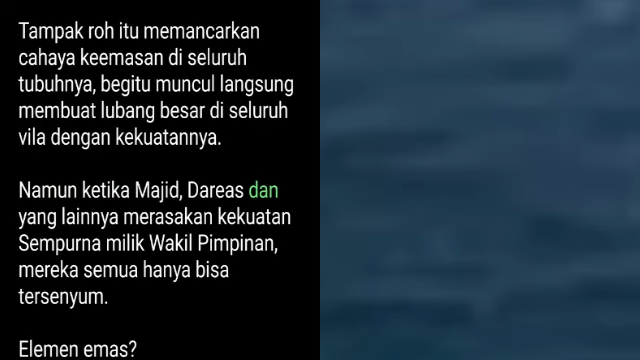 Tampak roh itu memancarkan
cahaya keemasan di seluruh
tubuhnya, begitu muncul langsung
membuat lubang besar di seluruh
vila dengan kekuatannya.
Namun ketika Majid, Dareas dan
yang lainnya merasakan kekuatan
Sempurna milik Wakil Pimpinan,
mereka semua hanya bisa
tersenyum.
Elemen emas?